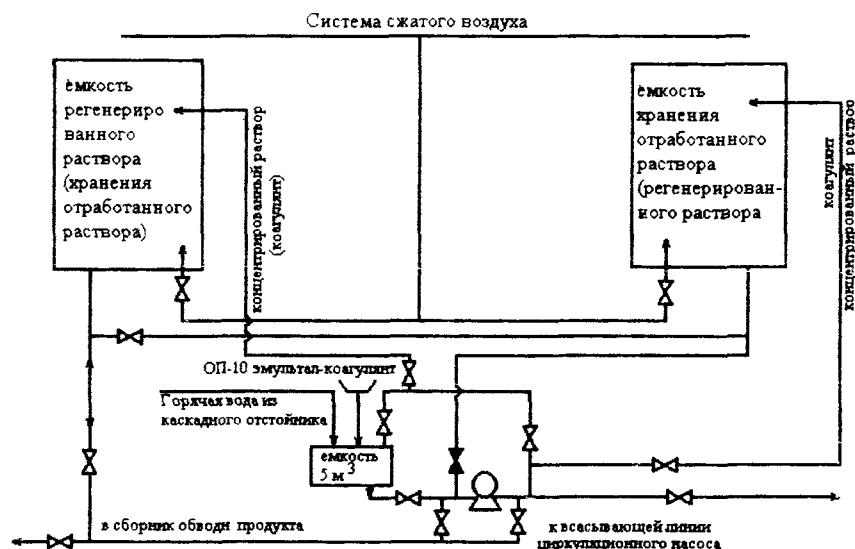 Система сжатого воздуха
ёмкость
регенериро
ванного
раствора
(хранения
отработанного
раствора)
концентрированный раствор
(коагулянт)
ёмкость
хранения
отработанного
раствора
(регенерирован-
ного раствора
коагулянт
концентрированный раствор
ОП-10 эмультал-коагулянт
Горячая вода из
каскадного отстойника
емкость
5 м³
в сборник обводн продукта
к всасывающей линии
циркуляционного насоса